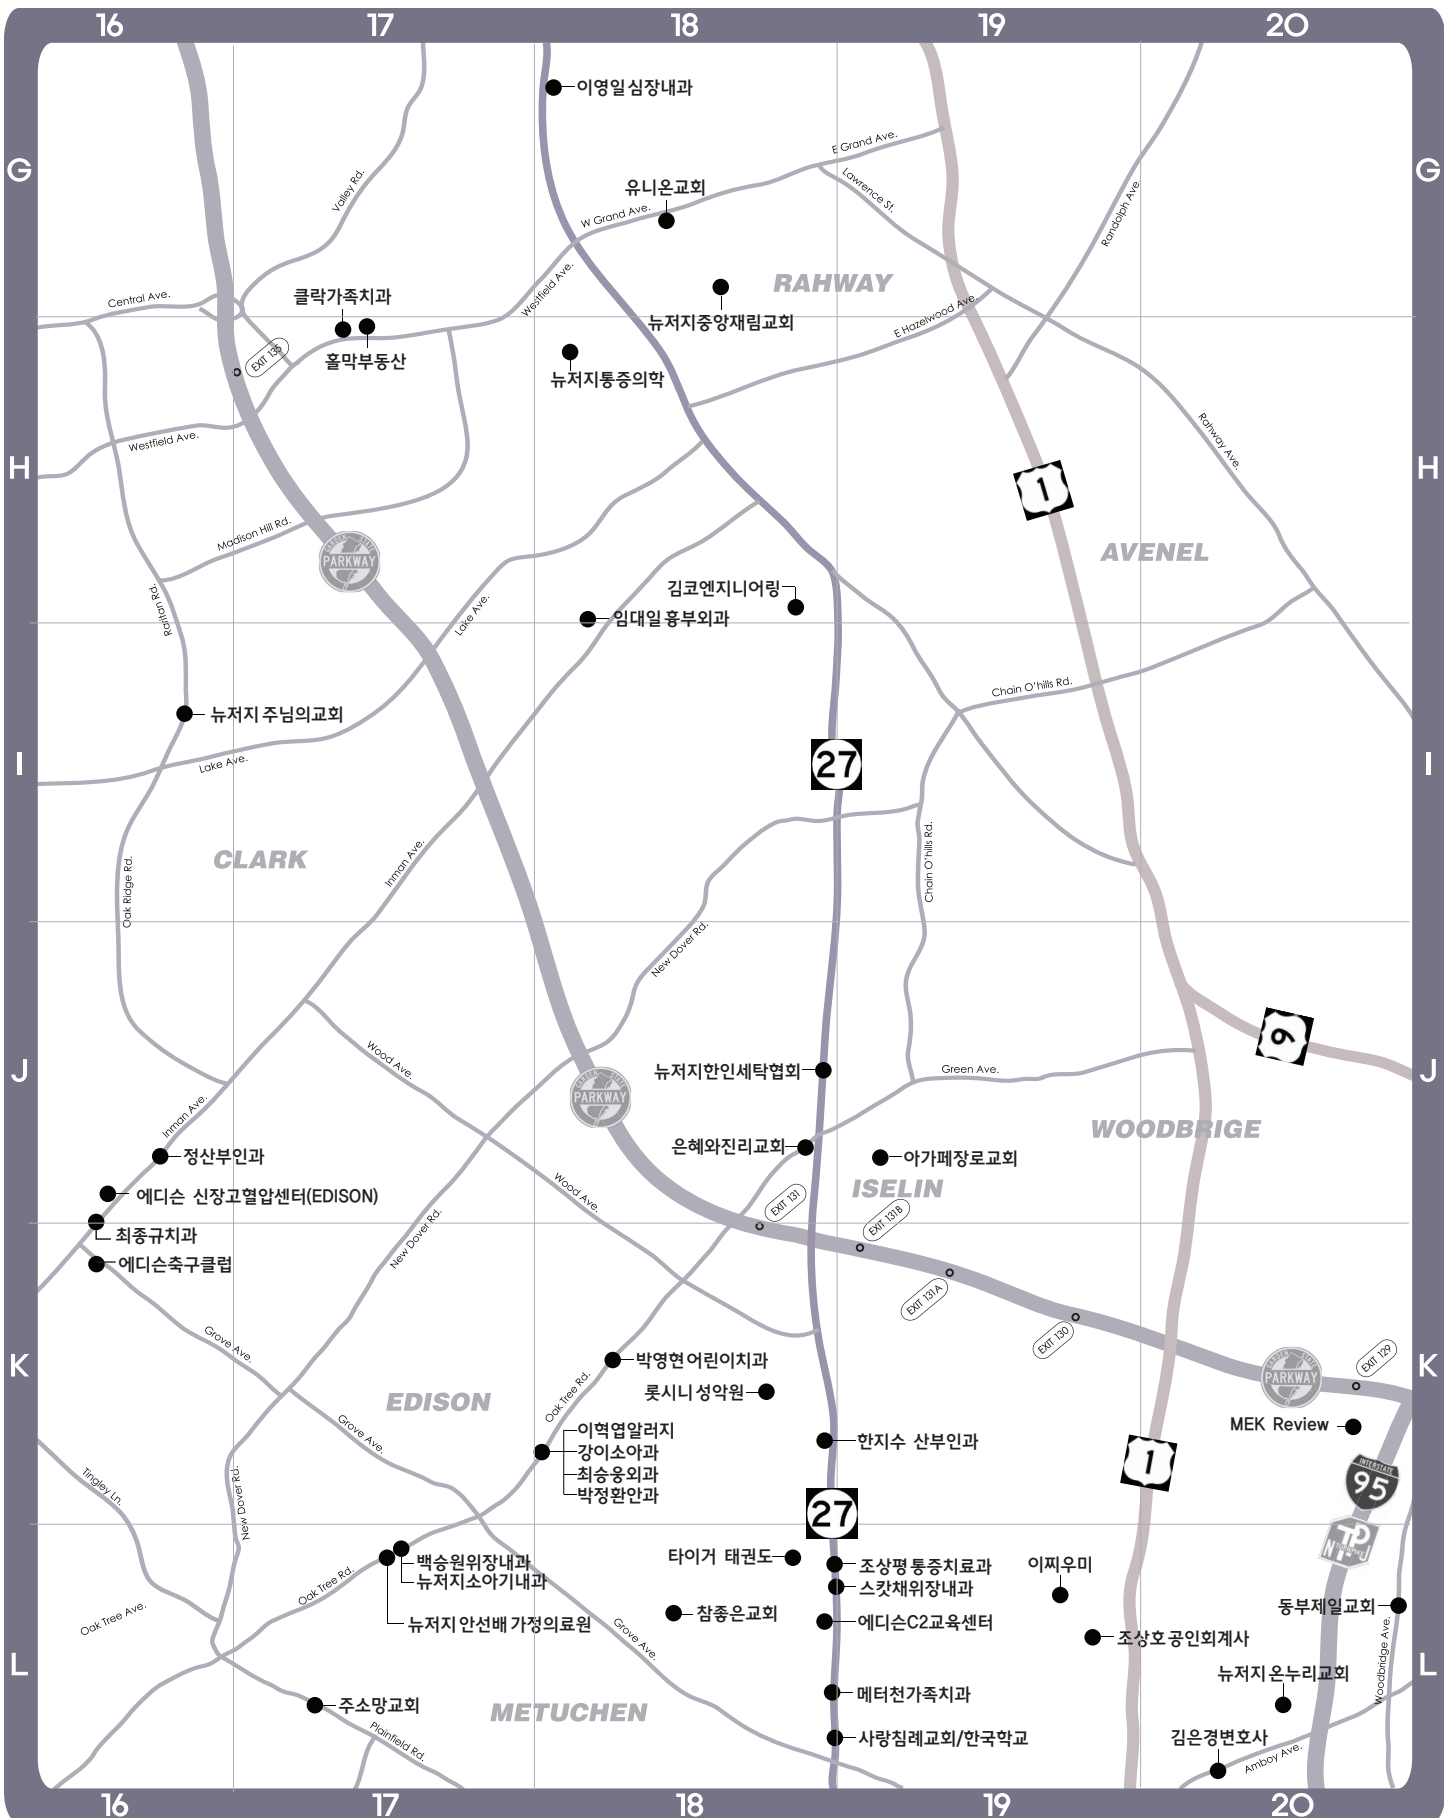 16 17 18 19 20
이영일심장내과
E Grand Ave.
G G
Lawrence St.
Valley Rd.
유니온교회
W Grand Ave.
Randolph Ave
Westfield Ave.
RAHWAY
Central Ave.
클락가족치과
뉴저지중앙재림교회
E Hazelwood Ave.
EXIT 135
홀막부동산
뉴저지통증의학
Westfield Ave.
Rahway Ave.
H H
1
Madison Hill Rd.
GARDEN STATE PARKWAY
AVENEL
김코엔지니어링
Raritan Rd.
Lake Ave.
임대일흉부외과
Chain O'hills Rd.
뉴저지 주님의교회
I I
Lake Ave.
27
CLARK
Inman Ave.
Chain O'hills Rd.
Oak Ridge Rd.
New Dover Rd.
9
Wood Ave.
J J
뉴저지한인세탁협회
Green Ave.
GARDEN STATE PARKWAY
Inman Ave.
WOODBRIGE
은혜와진리교회
정산부인과
아가페장로교회
에디슨 신장고혈압센터(EDISON)
Wood Ave.
ISELIN
EXIT 131
EXIT 131B
최종규치과
New Dover Rd.
에디슨축구클럽
EXIT 131A
Grove Ave.
EXIT 130
K K
박영현어린이치과
EXIT 129
GARDEN STATE PARKWAY
롯시니성악원
EDISON
Oak Tree Rd.
Grove Ave.
MEK Review
이혁엽알러지
한지수 산부인과
강이소아과
최승웅외과
박정환안과
1
INTERSTATE
95
Tingley Ln.
New Dover Rd.
27
백승원위장내과
타이거 태권도
조상평통증치료과
이찌우미
뉴저지소아기내과
스캇채위장내과
Oak Tree Rd.
참좋은교회
동부제일교회
Oak Tree Ave.
뉴저지안선배가정의료원
Grove Ave.
에디슨C2교육센터
조상호공인회계사
L L
뉴저지온누리교회
Woodbridge Ave.
메터천가족치과
주소망교회
METUCHEN
Plainfield Rd.
사랑침례교회/한국학교
김은경변호사
Amboy Ave.
16 17 18 19 20